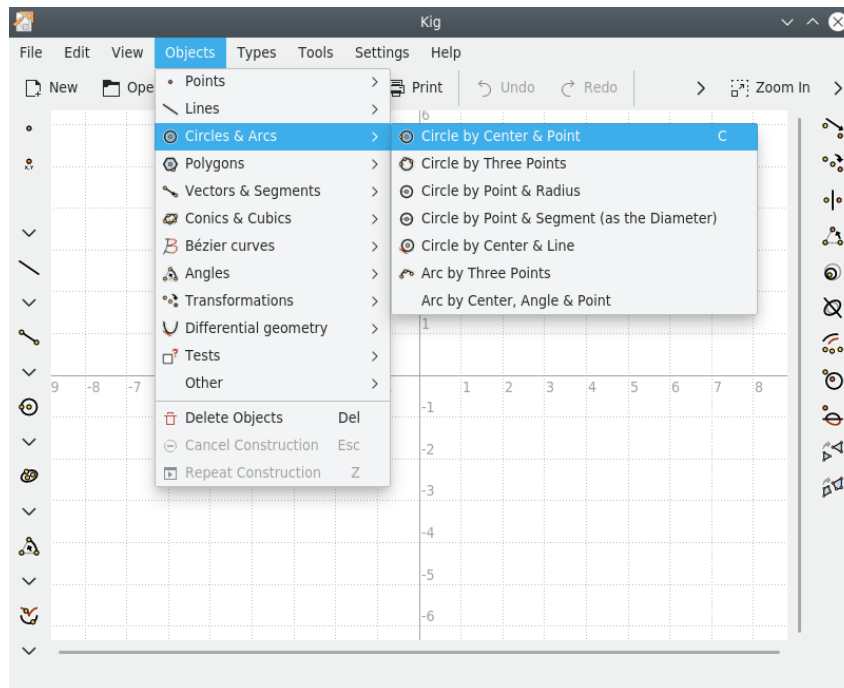 Kig
File Edit View Objects Types Tools Settings Help
New Ope Print Undo Redo Zoom In
Points
Lines
Circles & Arcs
Polygons
Vectors & Segments
Conics & Cubics
Bézier curves
Angles
Transformations
Differential geometry
Tests
Other
Delete Objects Del
Cancel Construction Esc
Repeat Construction Z
Circle by Center & Point C
Circle by Three Points
Circle by Point & Radius
Circle by Point & Segment (as the Diameter)
Circle by Center & Line
Arc by Three Points
Arc by Center, Angle & Point
6
1
9 -8 -7 1 2 3 4 5 6 7 8
-1
-2
-3
-4
-5
-6